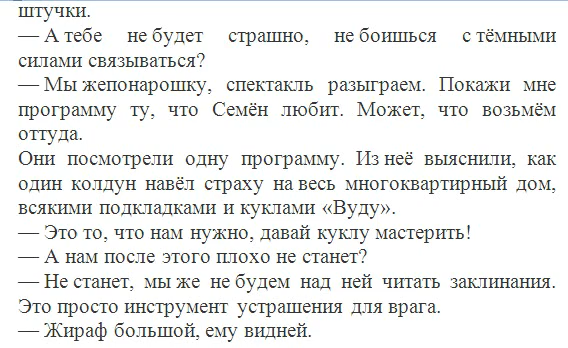 штучки.
— А тебе не будет страшно, не боишься с тёмными
силами связываться?
— Мы жепонарошку, спектакль разыграем. Покажи мне
программу ту, что Семён любит. Может, что возьмём
оттуда.
Они посмотрели одну программу. Из неё выяснили, как
один колдун навёл страху на весь многоквартирный дом,
всякими подкладками и куклами «Вуду».
— Это то, что нам нужно, давай куклу мастерить!
— А нам после этого плохо не станет?
— Не станет, мы же не будем над ней читать заклинания.
Это просто инструмент устрашения для врага.
— Жираф большой, ему видней.